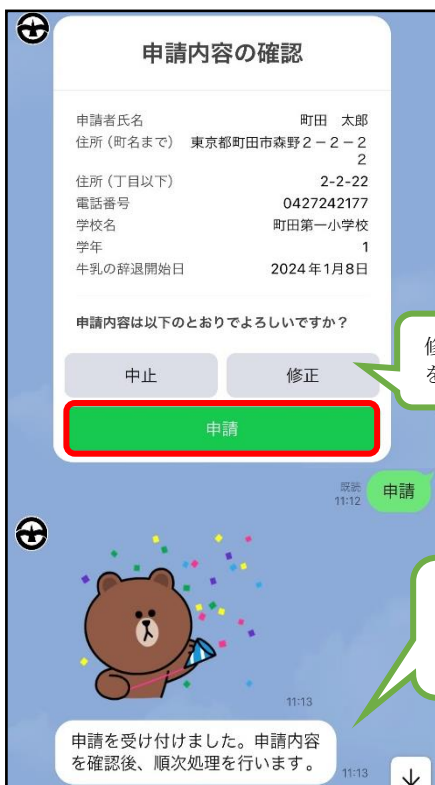 申請内容の確認
申請者氏名 町田　太郎
住所（町名まで） 東京都町田市森野２－２－２
２
住所（丁目以下） 2-2-22
電話番号 0427242177
学校名 町田第一小学校
学年 1
牛乳の辞退開始日 2024年1月8日
申請内容は以下のとおりでよろしいですか？
中止 修正
修
を
申請
既読
11:12
申請
11:13
申請を受け付けました。申請内容
を確認後、順次処理を行います。
11:13